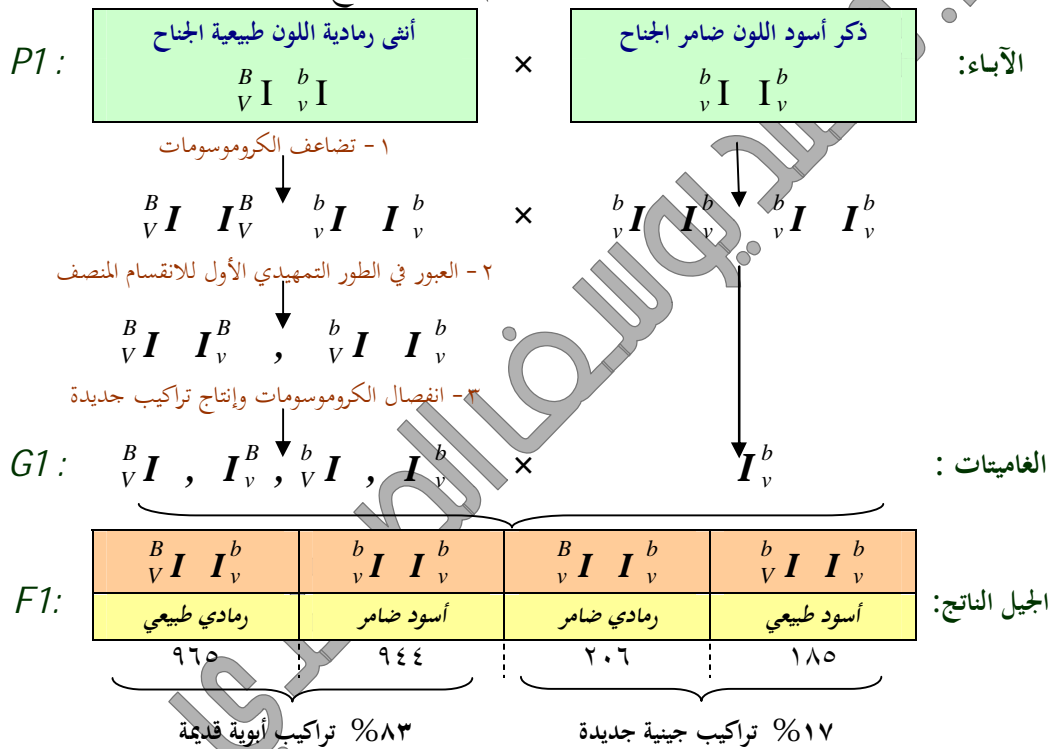 الآباء: ذكر أسود اللون ضامر الجناح × أنثى رمادية اللون طبيعية الجناح P1 :
b v I I b v B V I b v I
١- تضاعف الكروموسومات
B V I I B V b v I I b v × b v I I b v b v I I b v
٢- العبور في الطور التمهيدي الأول للانقسام المنصف
B V I I B v , b V I I b v
٣- انفصال الكروموسومات وإنتاج تراكيب جديدة
G1 : B V I , I B v , b V I , I b v × I b v الغاميتات :
B V I I b v b v I I b v B v I I b v b V I I b v
F1: رمادي طبيعي أسود ضامر رمادي ضامر أسود طبيعي الجيل الناتج:
٩٦٥ ٩٤٤ ٢٠٦ ١٨٥
٨٣% تراكيب أبوية قديمة ١٧% تراكيب جينية جديدة